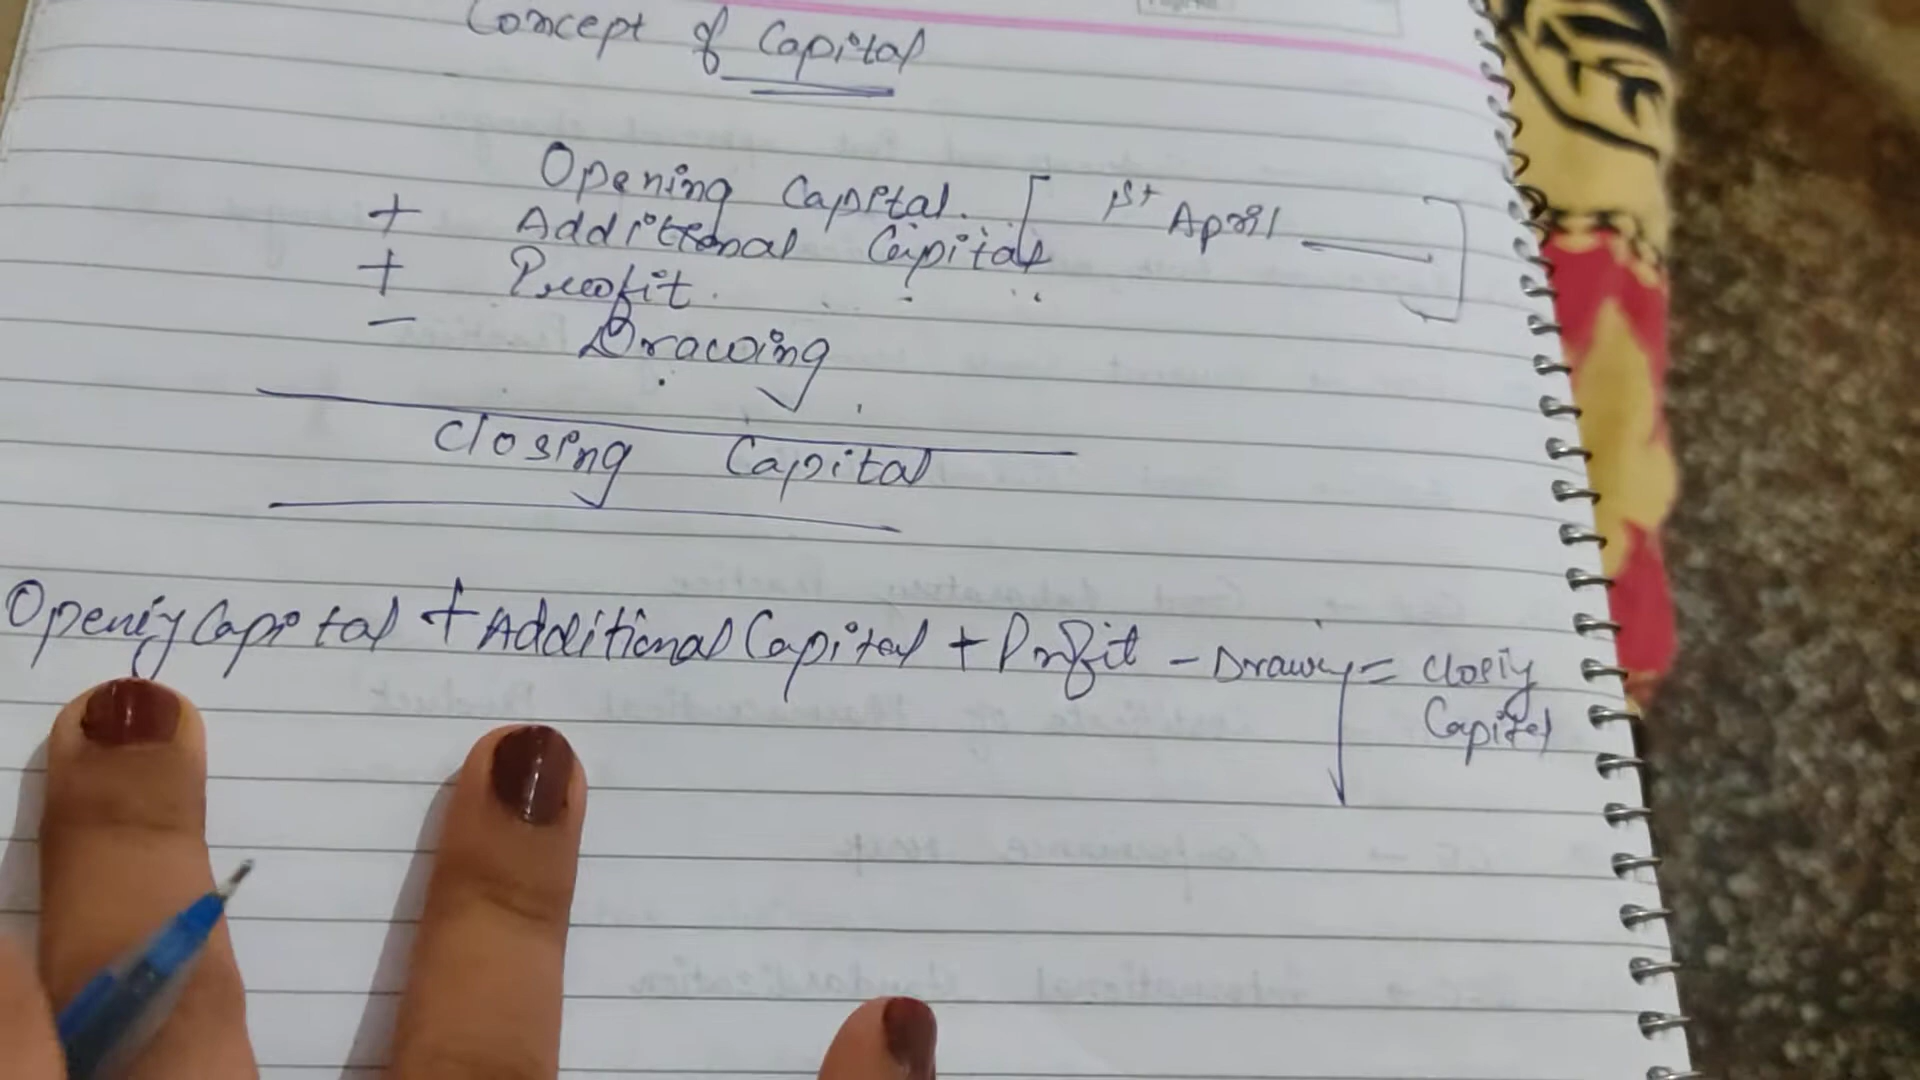 Concept of Capital
Opening Capital. [ 1st April ]
+ Additional Capital
+ Profit
- Drawing
Closing Capital
Opening Capital + Additional Capital + Profit - Drawing = Closing
Capital